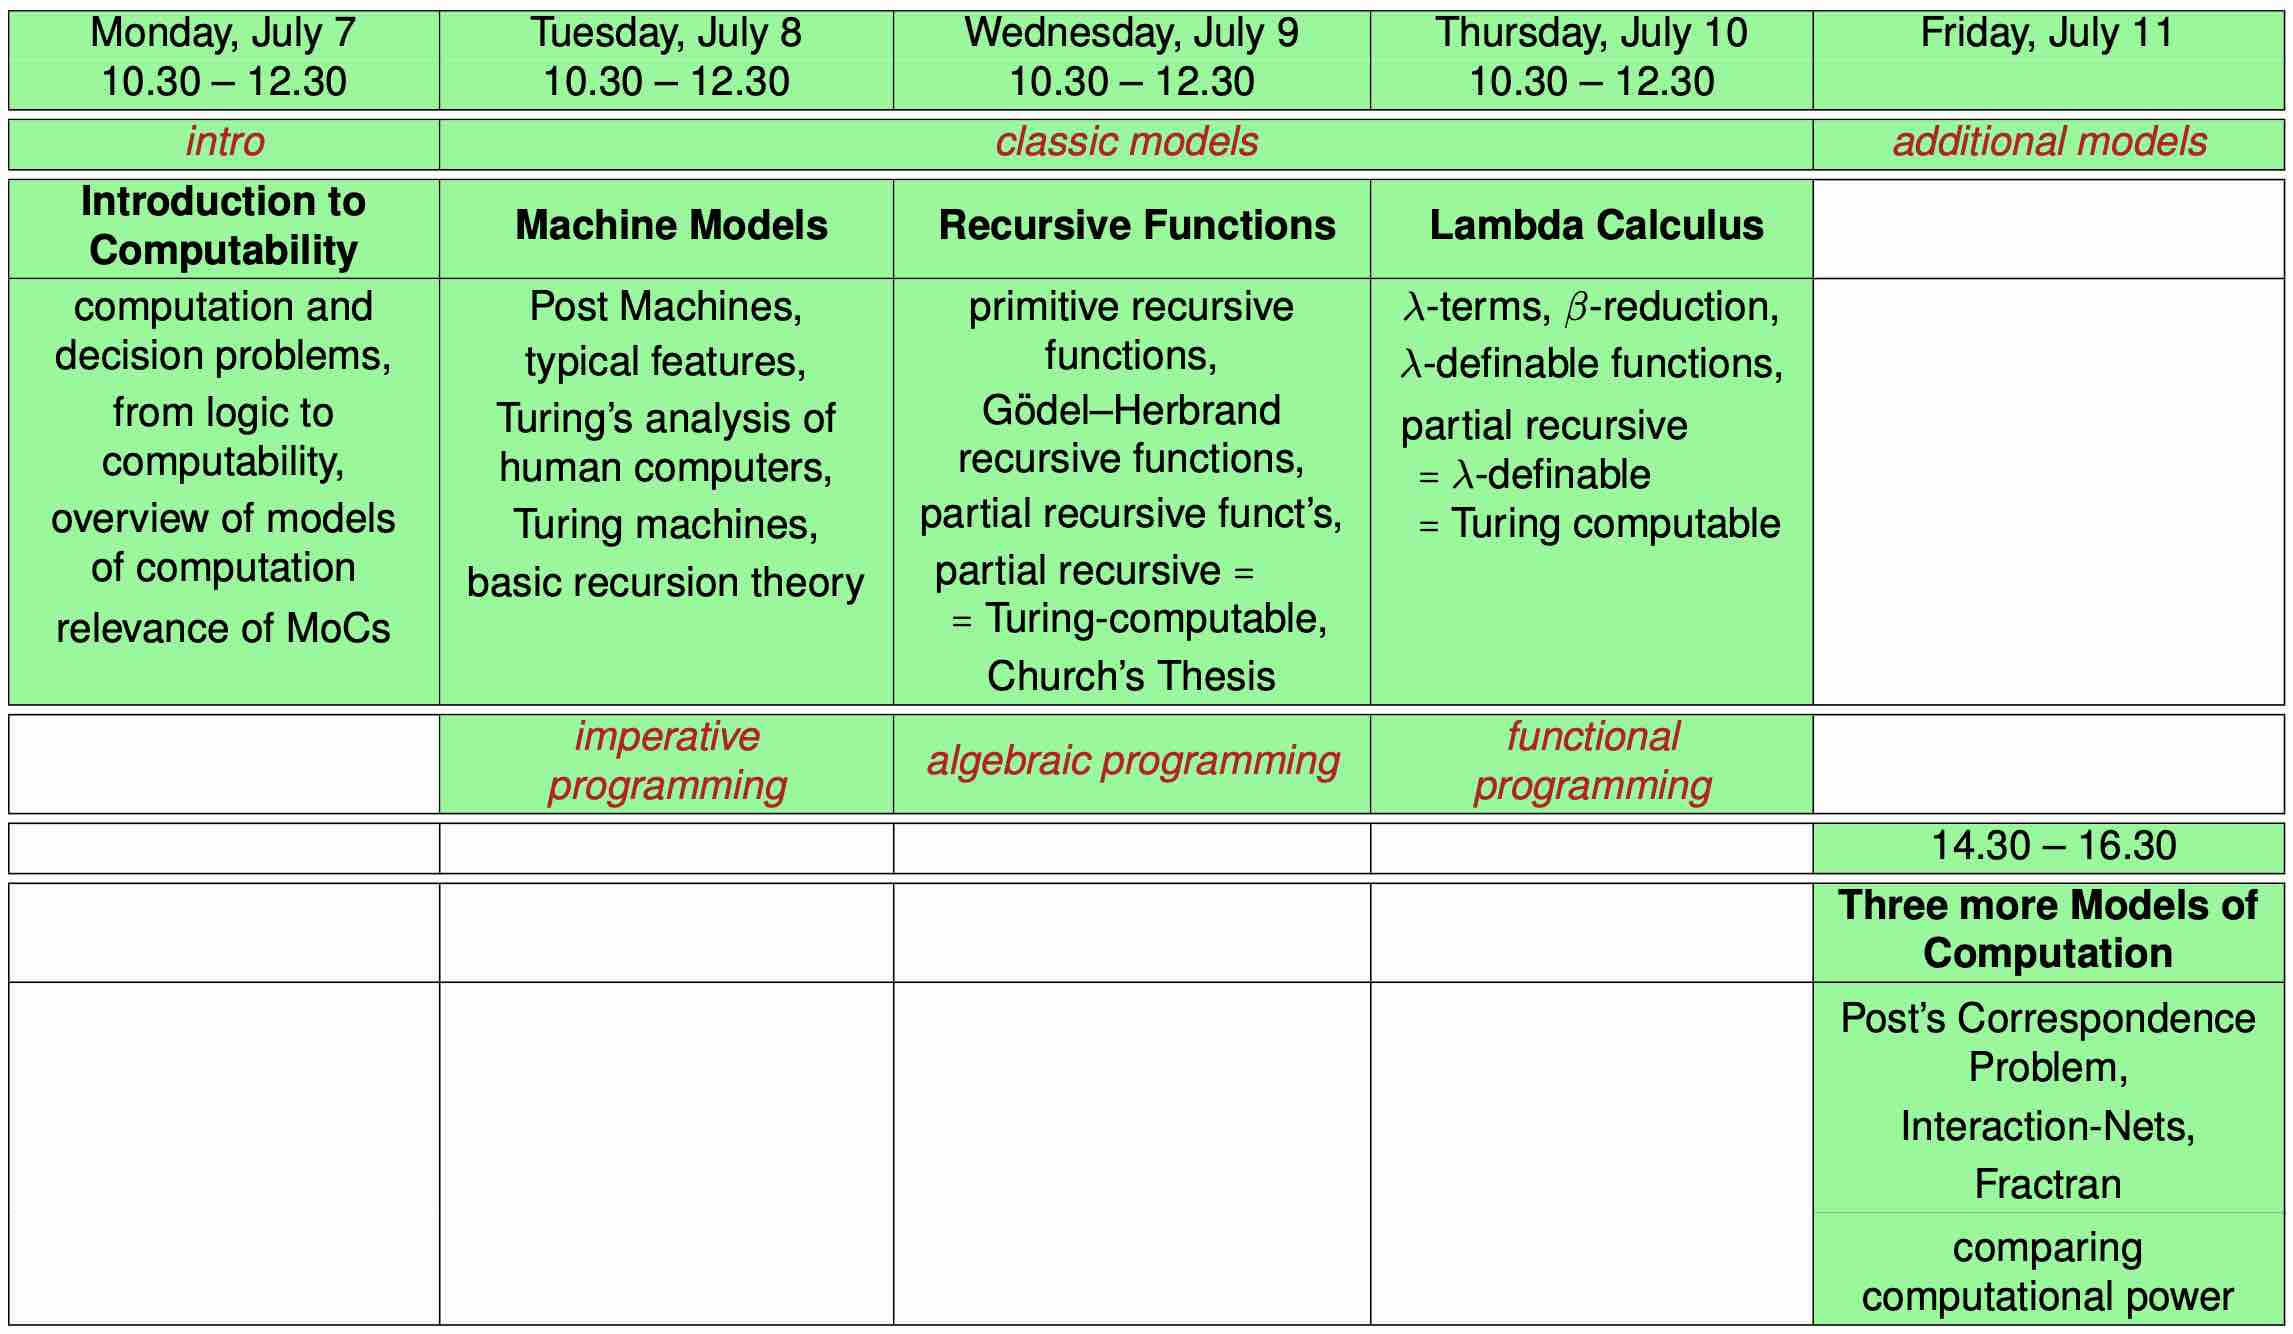 Monday, July 7
10.30 – 12.30
Tuesday, July 8
10.30 – 12.30
Wednesday, July 9
10.30 – 12.30
Thursday, July 10
10.30 – 12.30
Friday, July 11
intro
classic models
additional models
Introduction to
Computability
Machine Models
Recursive Functions
Lambda Calculus
computation and
decision problems,
from logic to
computability,
overview of models
of computation
relevance of MoCs
Post Machines,
typical features,
Turing’s analysis of
human computers,
Turing machines,
basic recursion theory
primitive recursive
functions,
Gödel–Herbrand
recursive functions,
partial recursive funct’s,
partial recursive =
= Turing-computable,
Church’s Thesis
λ-terms, β-reduction,
λ-definable functions,
partial recursive
= λ-definable
= Turing computable
imperative
programming
algebraic programming
functional
programming
14.30 – 16.30
Three more Models of
Computation
Post’s Correspondence
Problem,
Interaction-Nets,
Fractran
comparing
computational power